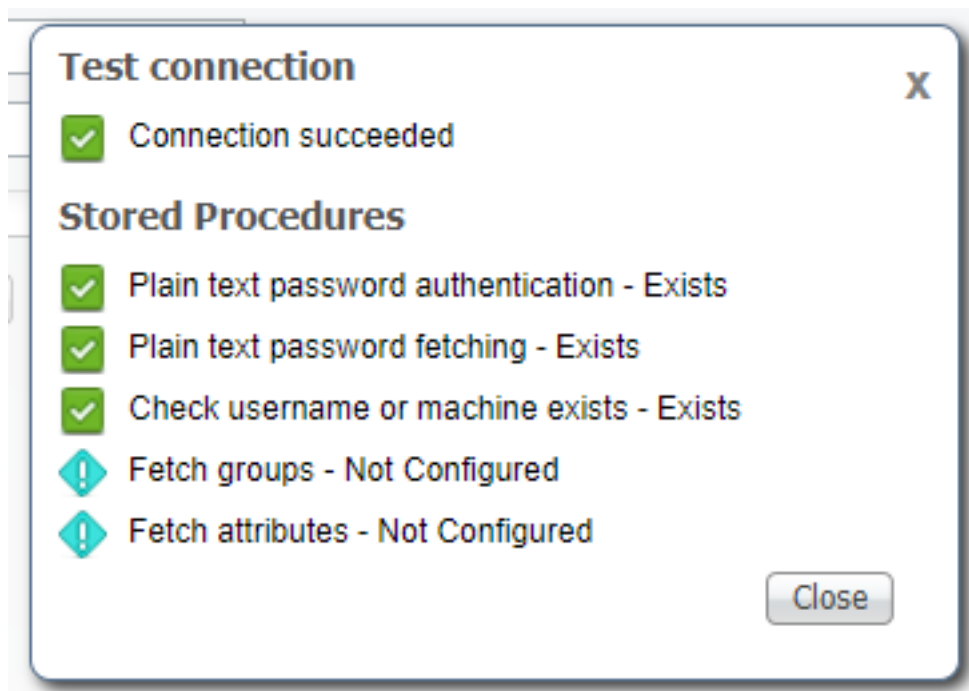 Test connection
X
Connection succeeded
Stored Procedures
Plain text password authentication - Exists
Plain text password fetching - Exists
Check username or machine exists - Exists
Fetch groups - Not Configured
Fetch attributes - Not Configured
Close